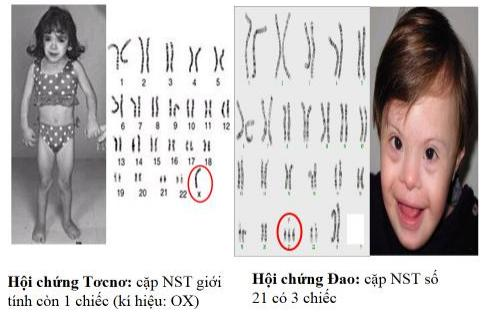 1 2 3 4 5
6 7 8 9 10 11 12
13 14 15 16 17 18
19 20 21 22 X
Hội chứng Tơcnơ: cặp NST giới
tính còn 1 chiếc (kí hiệu: OX)
Hội chứng Đao: cặp NST số
21 có 3 chiếc